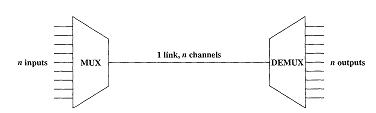 1 link, n channels
n inputs
MUX
DEMUX
n outputs